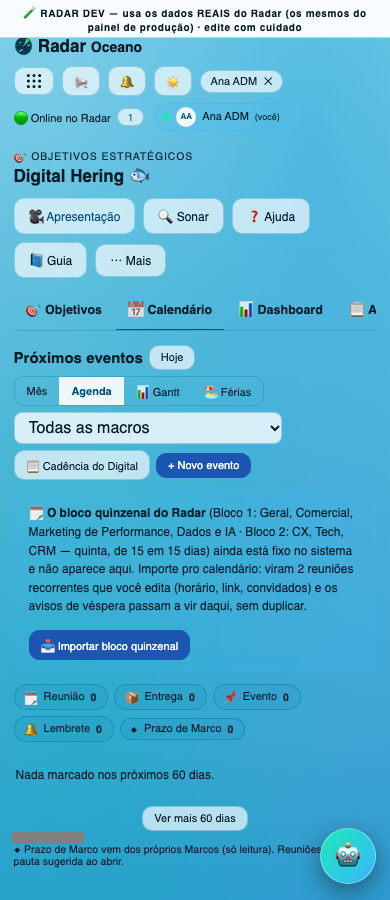 🧪 RADAR DEV — usa os dados REAIS do Radar (os mesmos do
painel de produção) · edite com cuidado
Radar Oceano
Ana ADM ✕
Online no Radar 1 AA Ana ADM (você)
🎯 OBJETIVOS ESTRATÉGICOS
Digital Hering 🐟
🎥 Apresentação 🔍 Sonar ❓ Ajuda
📘 Guia ⋯ Mais
🎯 Objetivos 📅 Calendário 📊 Dashboard 📋 A
Próximos eventos Hoje
Mês Agenda 📊 Gantt 🏖️ Férias
Todas as macros
📋 Cadência do Digital + Novo evento
🗓️ O bloco quinzenal do Radar (Bloco 1: Geral, Comercial,
Marketing de Performance, Dados e IA · Bloco 2: CX, Tech,
CRM — quinta, de 15 em 15 dias) ainda está fixo no sistema
e não aparece aqui. Importe pro calendário: viram 2 reuniões
recorrentes que você edita (horário, link, convidados) e os
avisos de véspera passam a vir daqui, sem duplicar.
📥 Importar bloco quinzenal
🗓️ Reunião 0 📦 Entrega 0 📌 Evento 0
🔔 Lembrete 0 ⬥ Prazo de Marco 0
Nada marcado nos próximos 60 dias.
Ver mais 60 dias
⬥ Prazo de Marco vem dos próprios Marcos (só leitura). Reuniões
pauta sugerida ao abrir.